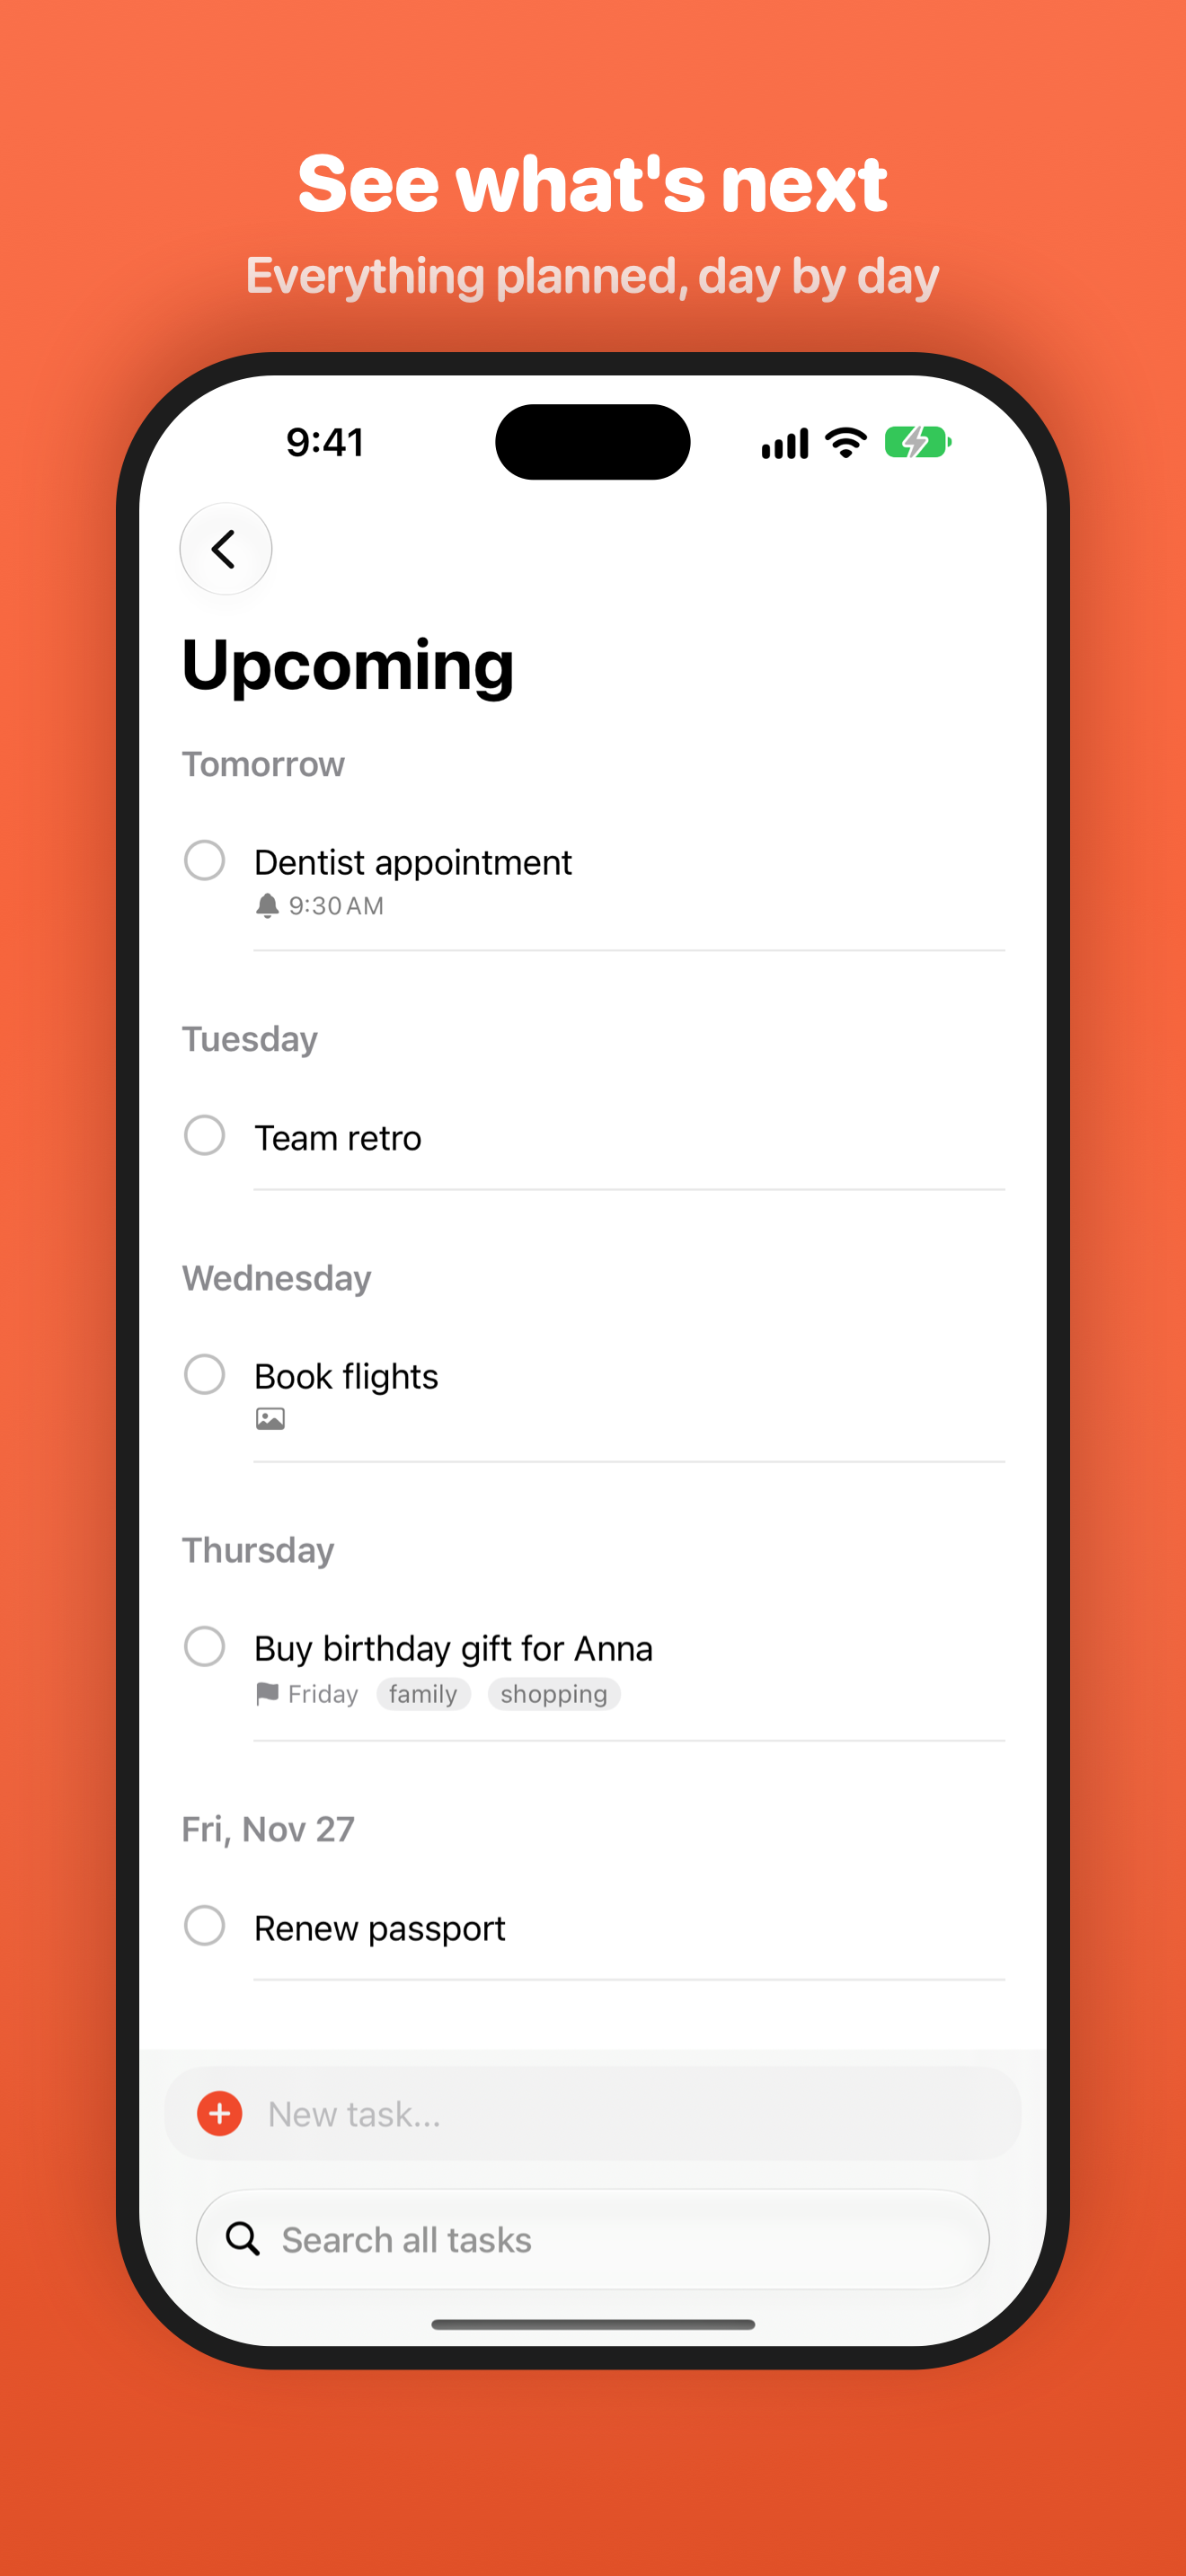 See what's next
Everything planned, day by day
9:41
Upcoming
Tomorrow
Dentist appointment
9:30 AM
Tuesday
Team retro
Wednesday
Book flights
Thursday
Buy birthday gift for Anna
Friday family shopping
Fri, Nov 27
Renew passport
New task...
Search all tasks